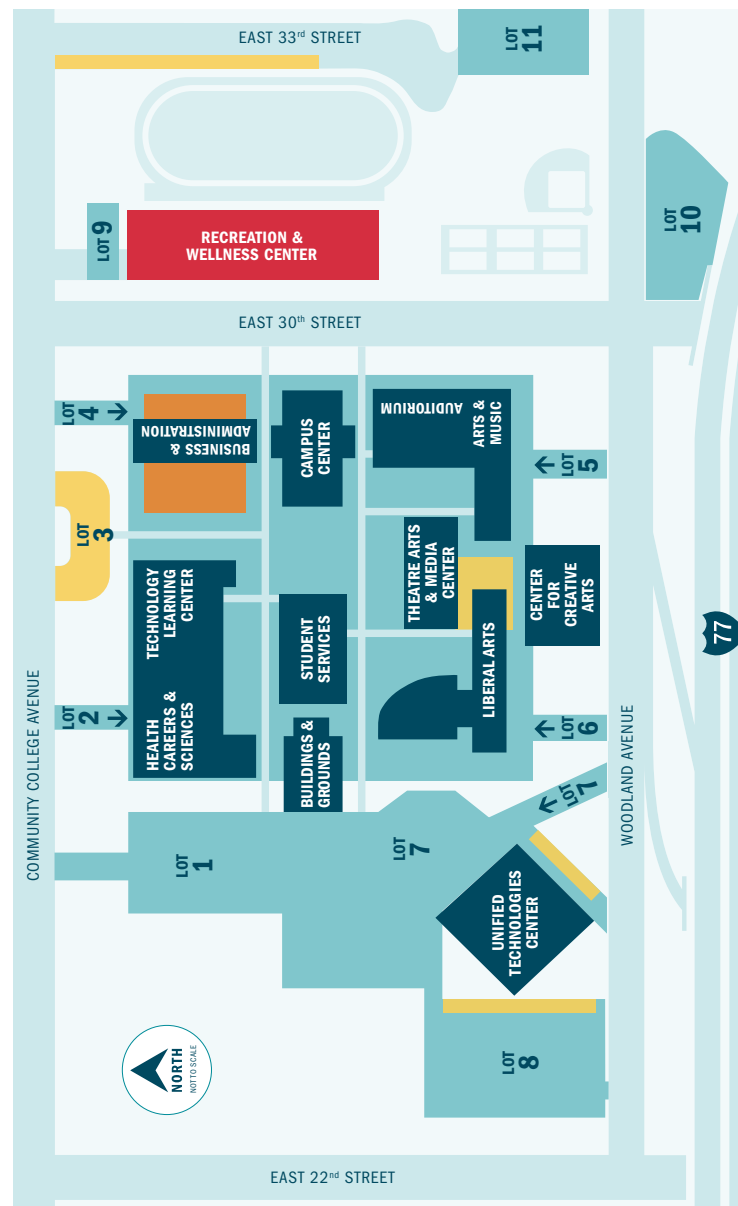 EAST 33rd STREET
LOT
11
LOT
10
LOT 9
RECREATION &
WELLNESS CENTER
EAST 30th STREET
LOT
4
BUSINESS &
ADMINISTRATION
CAMPUS
CENTER
AUDITORIUM
ARTS &
MUSIC
LOT
5
LOT
3
TECHNOLOGY
LEARNING
CENTER
THEATRE ARTS
& MEDIA
CENTER
CENTER
FOR
CREATIVE
ARTS
STUDENT
SERVICES
LIBERAL ARTS
77
LOT
2
HEALTH
CAREERS &
SCIENCES
BUILDINGS &
GROUNDS
LOT
6
COMMUNITY COLLEGE AVENUE
WOODLAND AVENUE
LOT
7
LOT
1
LOT
7
UNIFIED
TECHNOLOGIES
CENTER
NORTH
NOT TO SCALE
LOT
8
EAST 22nd STREET